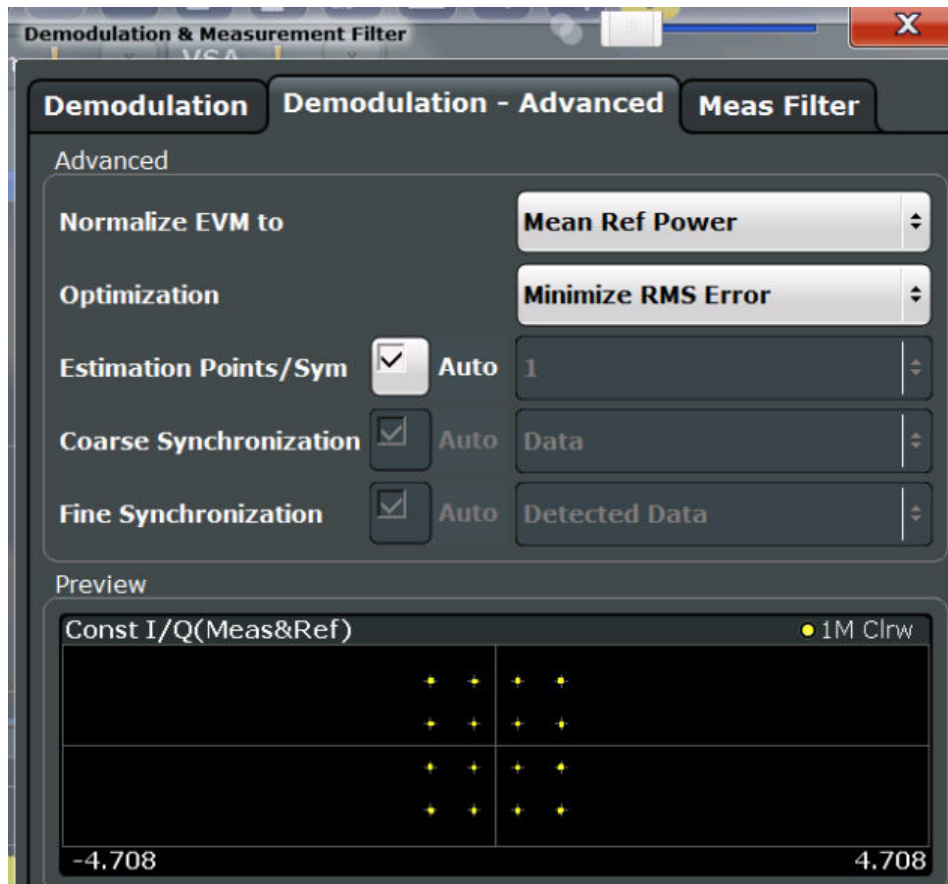 Demodulation & Measurement Filter
X
VSA
Demodulation
Demodulation - Advanced
Meas Filter
Advanced
Normalize EVM to
Mean Ref Power
Optimization
Minimize RMS Error
Estimation Points/Sym
Auto
1
Coarse Synchronization
Auto
Data
Fine Synchronization
Auto
Detected Data
Preview
Const I/Q(Meas&Ref)
1M Clrw
-4.708
4.708